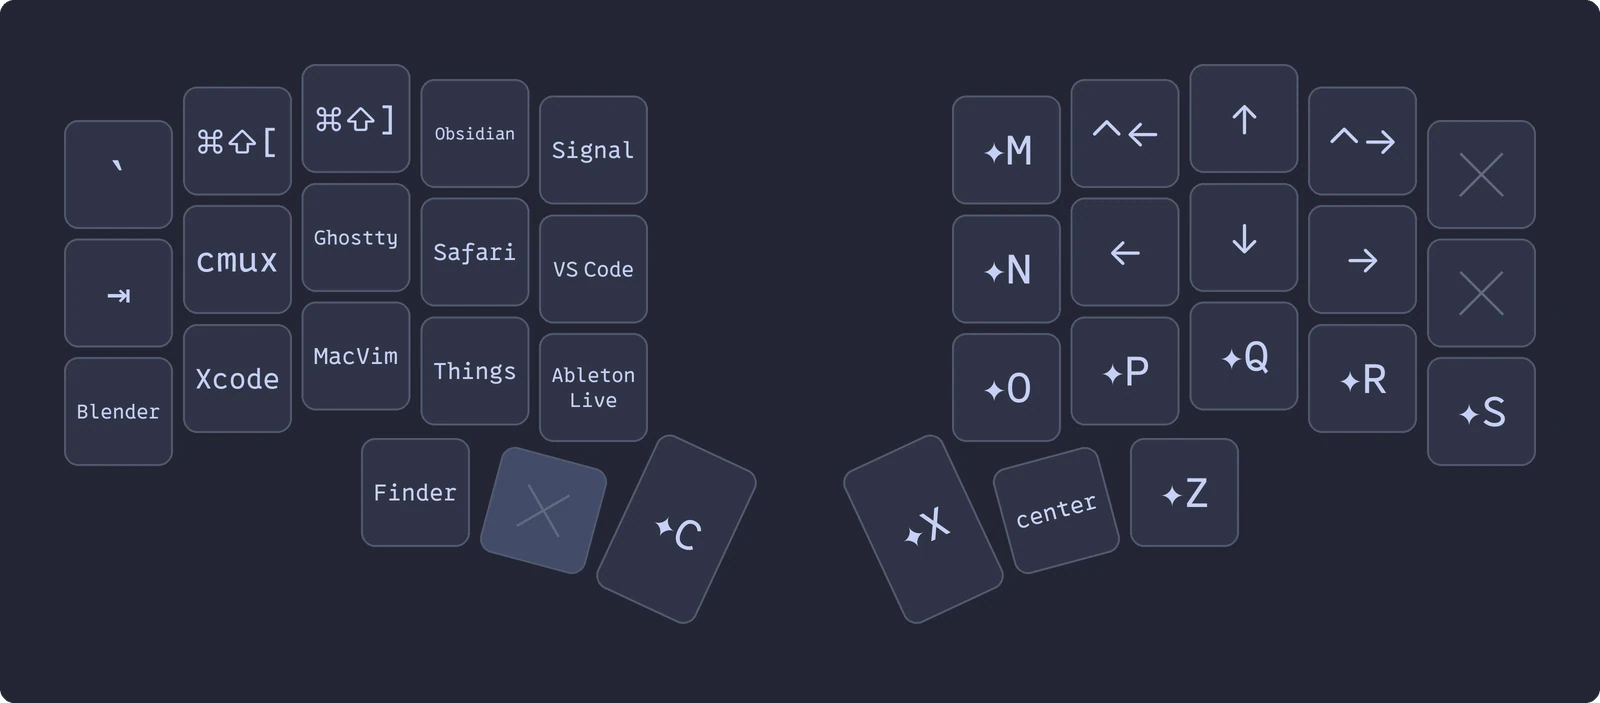 `
⌘⇧[
⌘⇧]
Obsidian
Signal
✦M
^←
↑
^→
⇥
cmux
Ghostty
Safari
VS Code
✦N
←
↓
→
Blender
Xcode
MacVim
Things
Ableton
Live
✦O
✦P
✦Q
✦R
✦S
Finder
✦C
✦X
center
✦Z